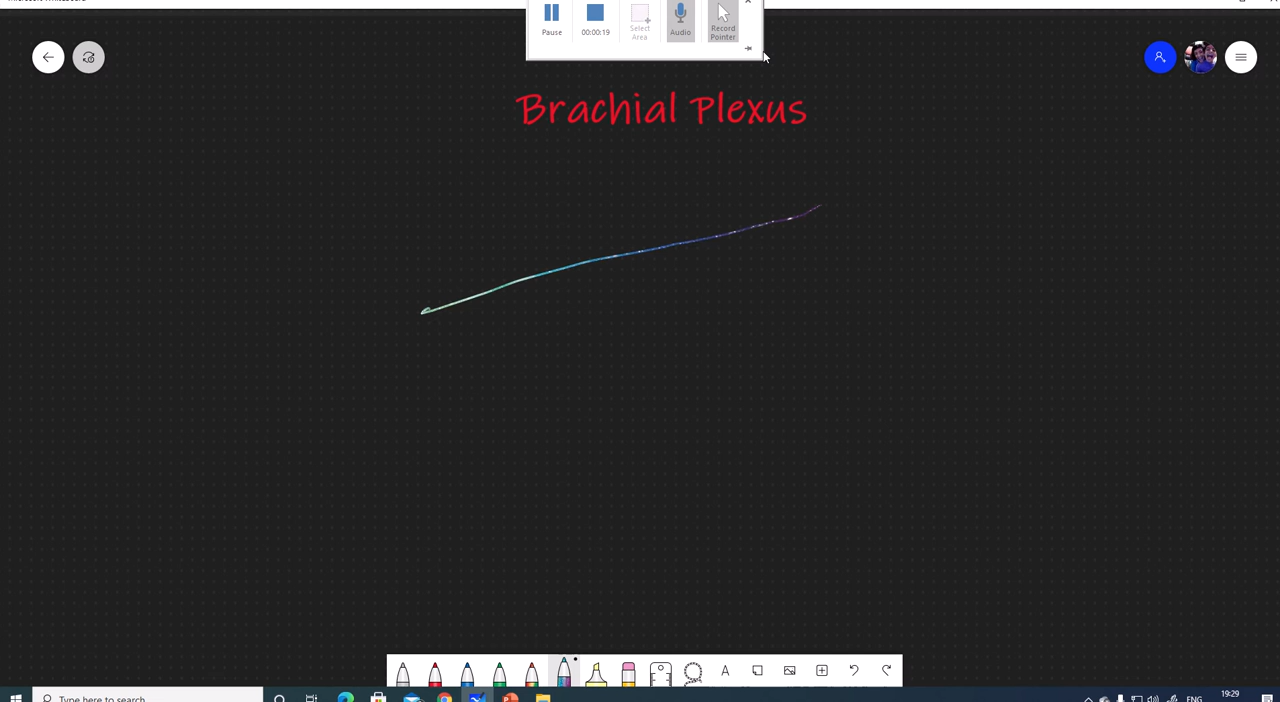 Pause
00:00:19
Select
Area
Audio
Record
Pointer
Brachial Plexus
A
Type here to search
ENG
19:29